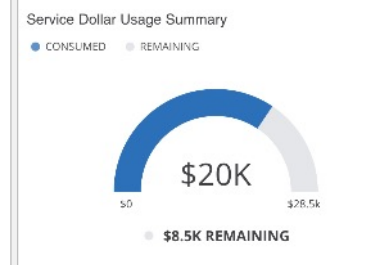 Service Dollar Usage Summary
CONSUMED REMAINING
$20K
$0 $28.5k
$8.5K REMAINING